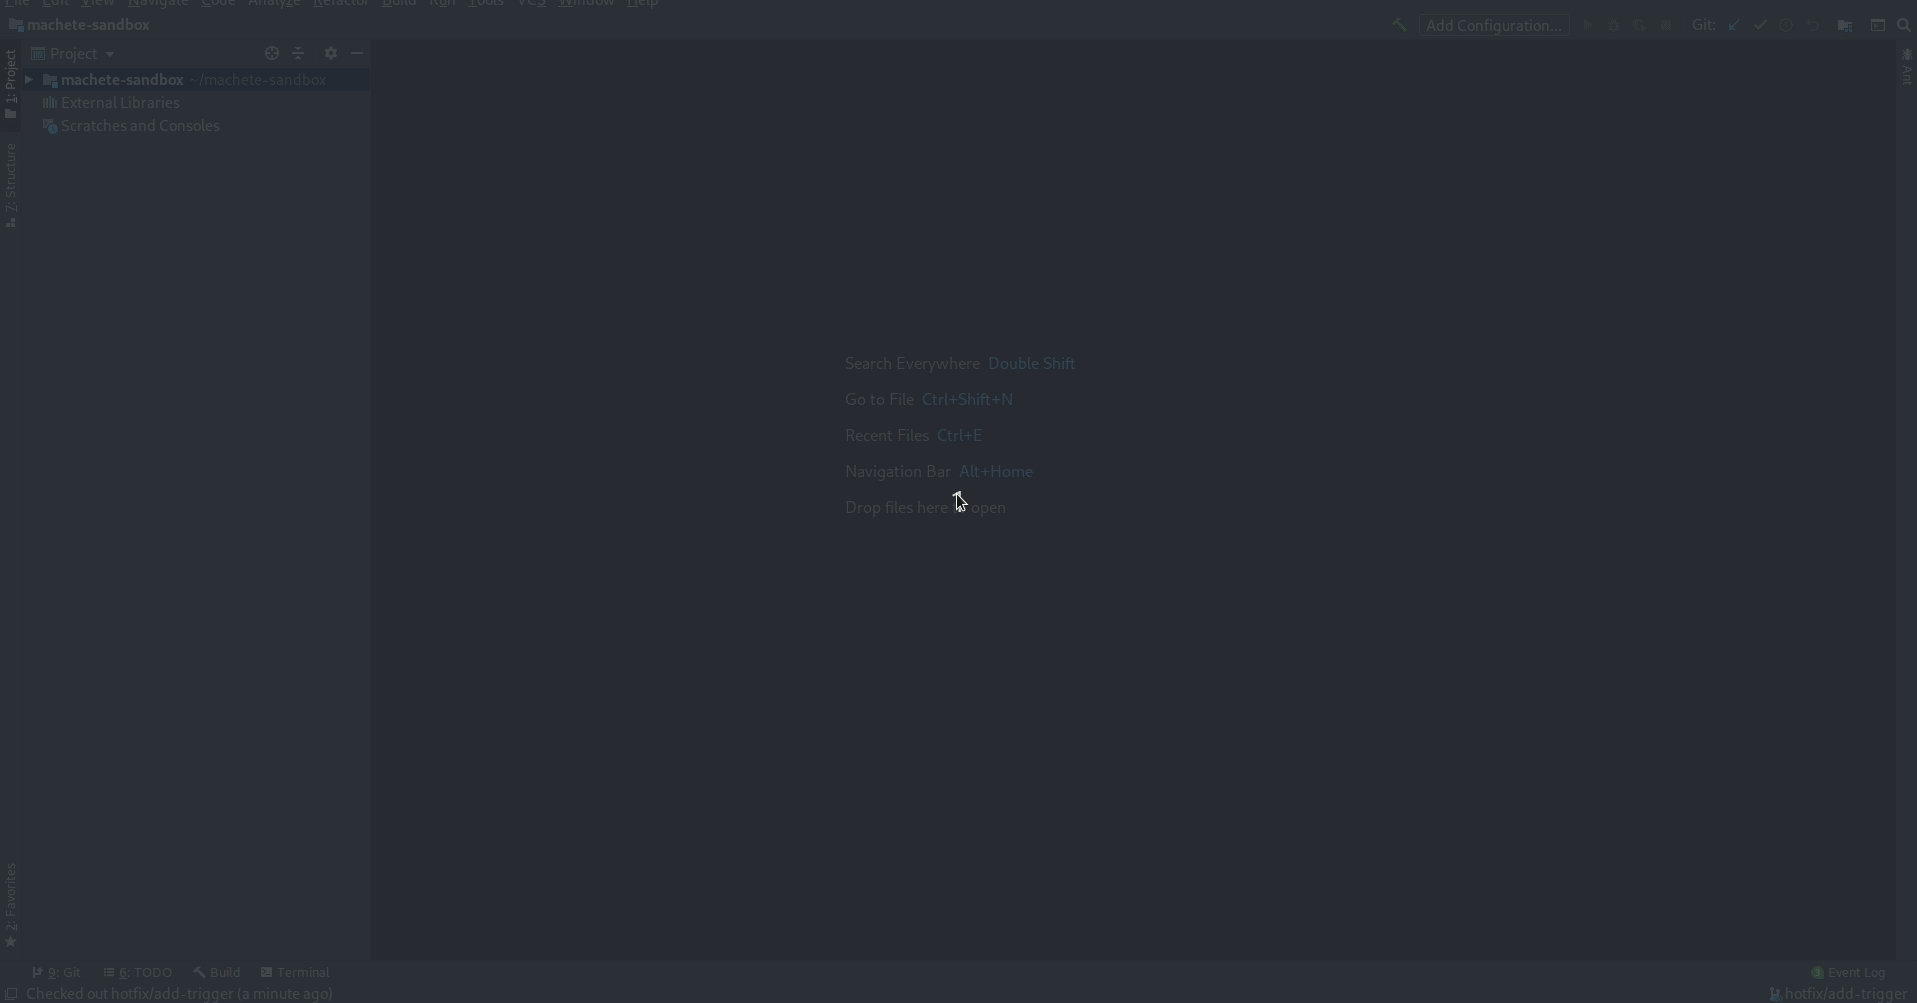 File Edit View Navigate Code Analyze Refactor Build Run Tools VCS Window Help
machete-sandbox Add Configuration... Git:
1: Project
Project
machete-sandbox ~/machete-sandbox
External Libraries
Scratches and Consoles
Ant
7: Structure
Search Everywhere Double Shift
Go to File Ctrl+Shift+N
Recent Files Ctrl+E
Navigation Bar Alt+Home
Drop files here open
2: Favorites
9: Git 6: TODO Build Terminal 3 Event Log
Checked out hotfix/add-trigger (a minute ago) hotfix/add-trigger